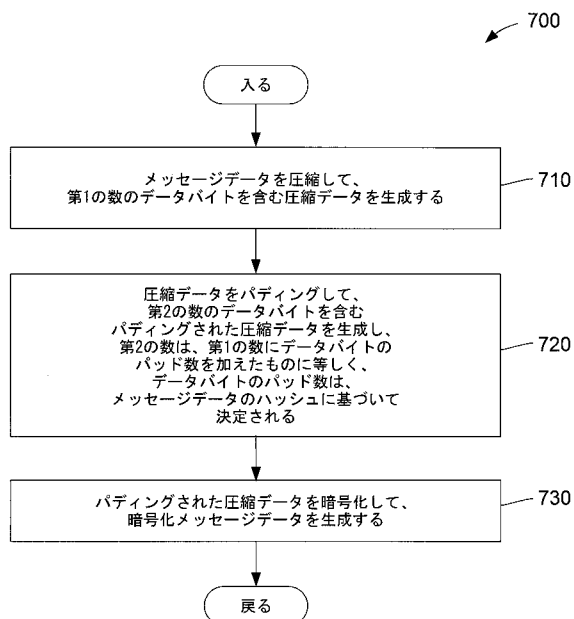 700
入る
メッセージデータを圧縮して、
第1の数のデータバイトを含む圧縮データを生成する
710
圧縮データをパディングして、
第2の数のデータバイトを含む
パディングされた圧縮データを生成し、
第2の数は、第1の数にデータバイトの
パッド数を加えたものに等しく、
データバイトのパッド数は、
メッセージデータのハッシュに基づいて
決定される
720
パディングされた圧縮データを暗号化して、
暗号化メッセージデータを生成する
730
戻る